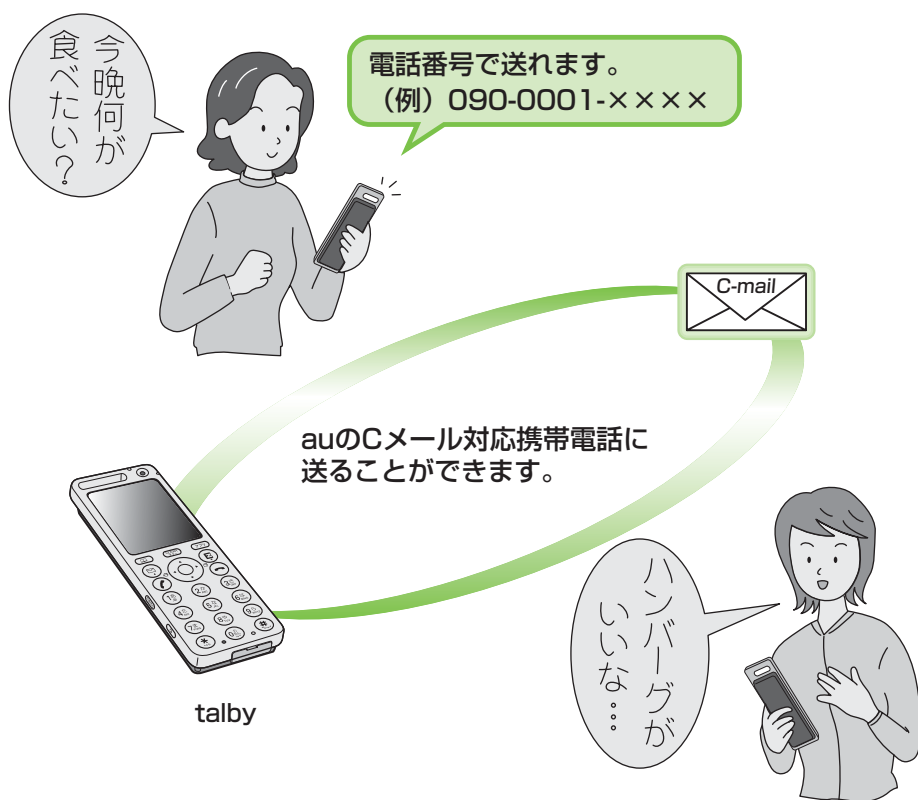 今晩何が
食べたい？
電話番号で送れます。
（例）090-0001-××××
C-mail
auのCメール対応携帯電話に
送ることができます。
talby
ハンバーグが
いいな…